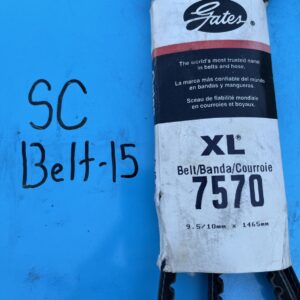 SC
Belt-15
Gates®
The world's most trusted name
in belts and hose.
La marca más confiable del mundo
en bandas y mangueras.
Sceau de fiabilité mondiale
en courroies et boyaux.
XL®
Belt/Banda/Courroie
7570
9.5/10mm × 1465mm